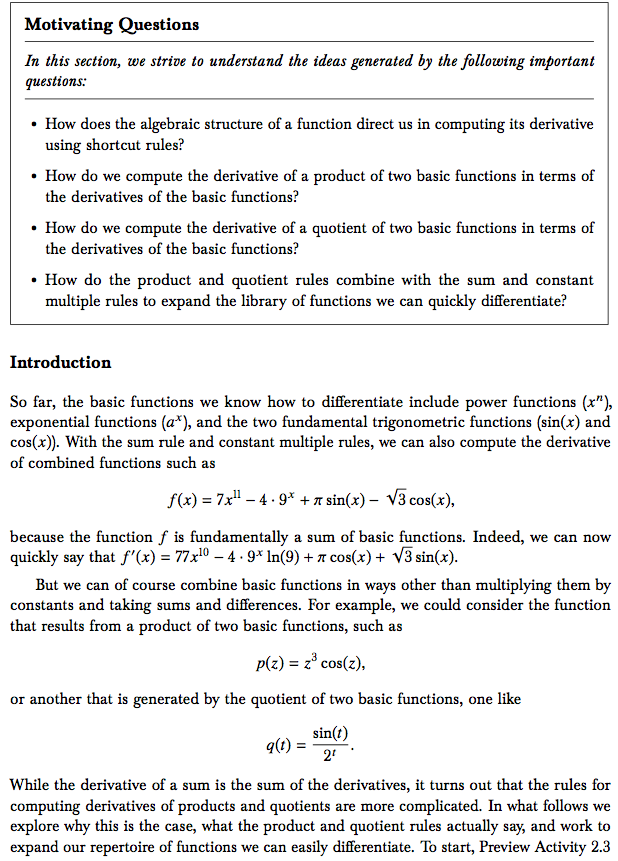 Motivating Questions
In this section, we strive to understand the ideas generated by the following important
questions:
• How does the algebraic structure of a function direct us in computing its derivative
using shortcut rules?
• How do we compute the derivative of a product of two basic functions in terms of
the derivatives of the basic functions?
• How do we compute the derivative of a quotient of two basic functions in terms of
the derivatives of the basic functions?
• How do the product and quotient rules combine with the sum and constant
multiple rules to expand the library of functions we can quickly differentiate?
Introduction
So far, the basic functions we know how to differentiate include power functions (xⁿ),
exponential functions (aˣ), and the two fundamental trigonometric functions (sin(x) and
cos(x)). With the sum rule and constant multiple rules, we can also compute the derivative
of combined functions such as
f(x) = 7x¹¹ − 4 · 9ˣ + π sin(x) − √3 cos(x),
because the function f is fundamentally a sum of basic functions. Indeed, we can now
quickly say that f′(x) = 77x¹⁰ − 4 · 9ˣ ln(9) + π cos(x) + √3 sin(x).
But we can of course combine basic functions in ways other than multiplying them by
constants and taking sums and differences. For example, we could consider the function
that results from a product of two basic functions, such as
p(z) = z³ cos(z),
or another that is generated by the quotient of two basic functions, one like
q(t) = sin(t)/2ᵗ.
While the derivative of a sum is the sum of the derivatives, it turns out that the rules for
computing derivatives of products and quotients are more complicated. In what follows we
explore why this is the case, what the product and quotient rules actually say, and work to
expand our repertoire of functions we can easily differentiate. To start, Preview Activity 2.3